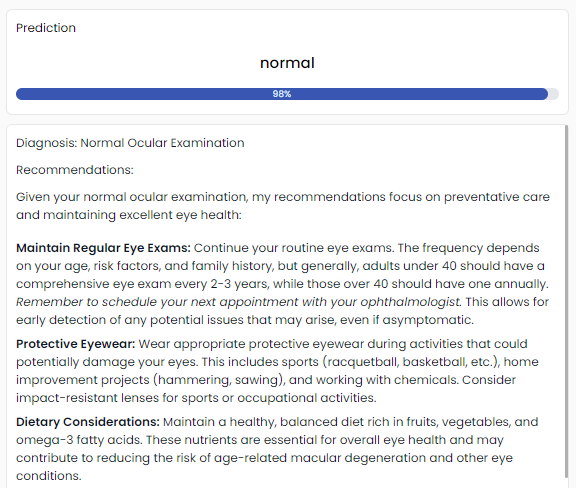 Prediction
normal
98%
Diagnosis: Normal Ocular Examination
Recommendations:
Given your normal ocular examination, my recommendations focus on preventative care
and maintaining excellent eye health:
Maintain Regular Eye Exams: Continue your routine eye exams. The frequency depends
on your age, risk factors, and family history, but generally, adults under 40 should have a
comprehensive eye exam every 2-3 years, while those over 40 should have one annually.
Remember to schedule your next appointment with your ophthalmologist. This allows for
early detection of any potential issues that may arise, even if asymptomatic.
Protective Eyewear: Wear appropriate protective eyewear during activities that could
potentially damage your eyes. This includes sports (racquetball, basketball, etc.), home
improvement projects (hammering, sawing), and working with chemicals. Consider
impact-resistant lenses for sports or occupational activities.
Dietary Considerations: Maintain a healthy, balanced diet rich in fruits, vegetables, and
omega-3 fatty acids. These nutrients are essential for overall eye health and may
contribute to reducing the risk of age-related macular degeneration and other eye
conditions.